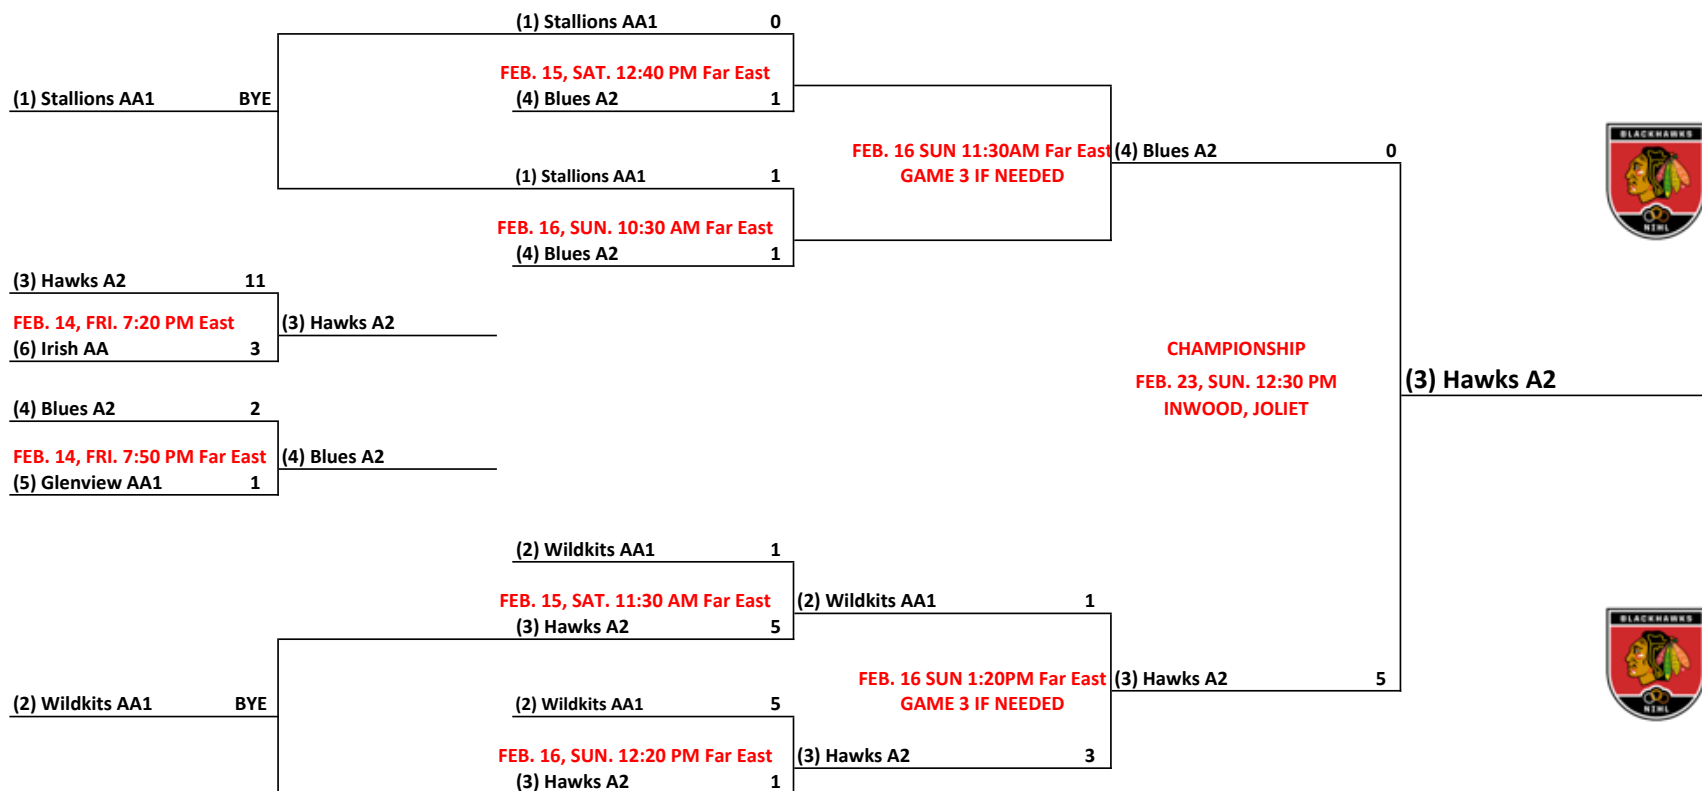 (1) Stallions AA1 0
FEB. 15, SAT. 12:40 PM Far East
(1) Stallions AA1 BYE
(4) Blues A2 1
FEB. 16 SUN 11:30AM Far East
GAME 3 IF NEEDED
(4) Blues A2 0
(1) Stallions AA1 1
FEB. 16, SUN. 10:30 AM Far East
(4) Blues A2 1
(3) Hawks A2 11
FEB. 14, FRI. 7:20 PM East
(6) Irish AA 3
(3) Hawks A2
(4) Blues A2 2
FEB. 14, FRI. 7:50 PM Far East
(5) Glenview AA1 1
(4) Blues A2
CHAMPIONSHIP
FEB. 23, SUN. 12:30 PM
INWOOD, JOLIET
(3) Hawks A2
(2) Wildkits AA1 1
FEB. 15, SAT. 11:30 AM Far East
(3) Hawks A2 5
(2) Wildkits AA1 1
FEB. 16 SUN 1:20PM Far East
GAME 3 IF NEEDED
(3) Hawks A2 5
(2) Wildkits AA1 BYE
(2) Wildkits AA1 5
FEB. 16, SUN. 12:20 PM Far East
(3) Hawks A2 1
(3) Hawks A2 3
BLACKHAWKS
NIHL
BLACKHAWKS
NIHL